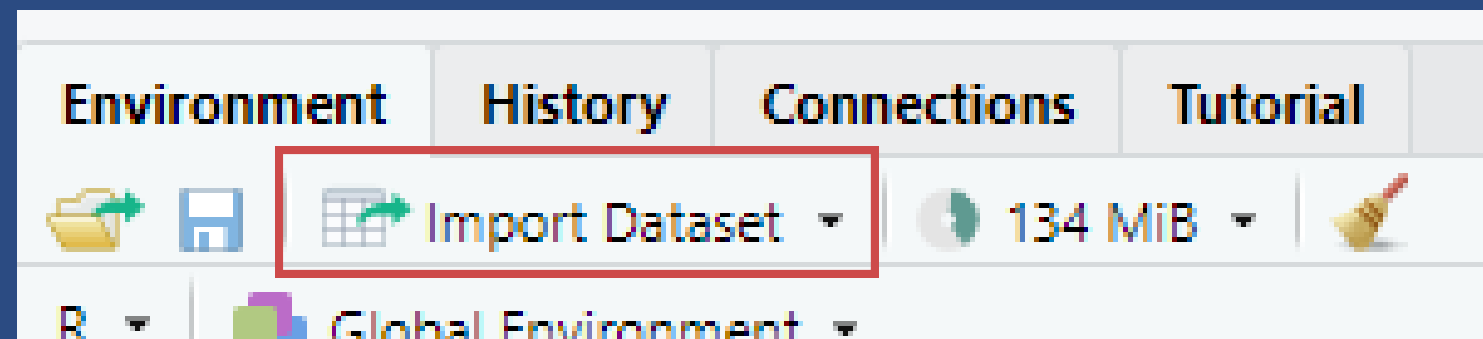 Environment History Connections Tutorial
Import Dataset 134 MiB
R Global Environment